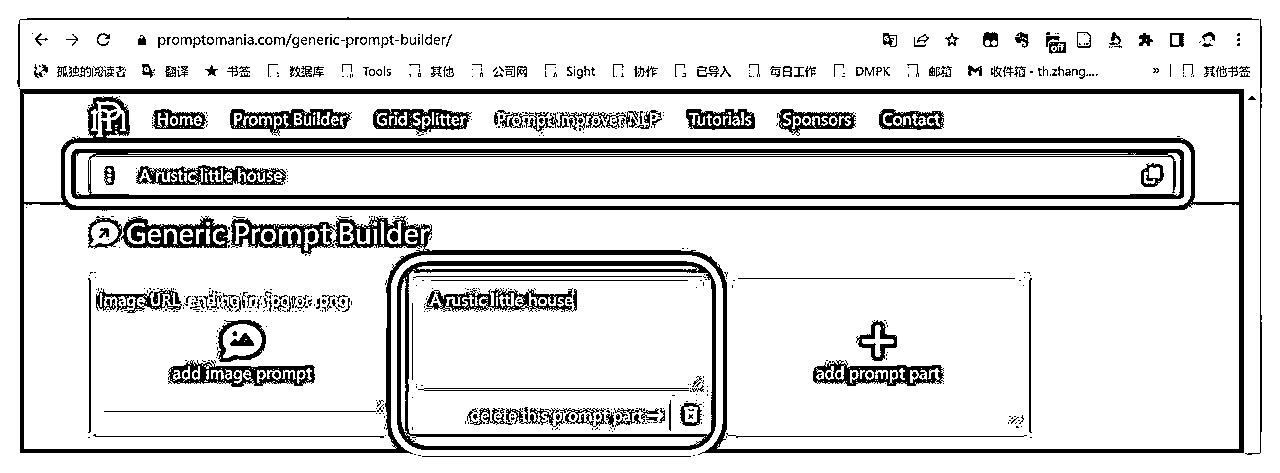 promptomania.com/generic-prompt-builder/
off
孤独的阅读者 翻译 书签 数据库 Tools 其他 公司网 Sight 协作 已导入 每日工作 DMPK 邮箱 收件箱 - th.zhang.... » 其他书签
Home Prompt Builder Grid Splitter Prompt Improver NLP Tutorials Sponsors Contact
A rustic little house
Generic Prompt Builder
Image URL ending in .jpg or .png
A rustic little house
add image prompt
add prompt part
delete this prompt part